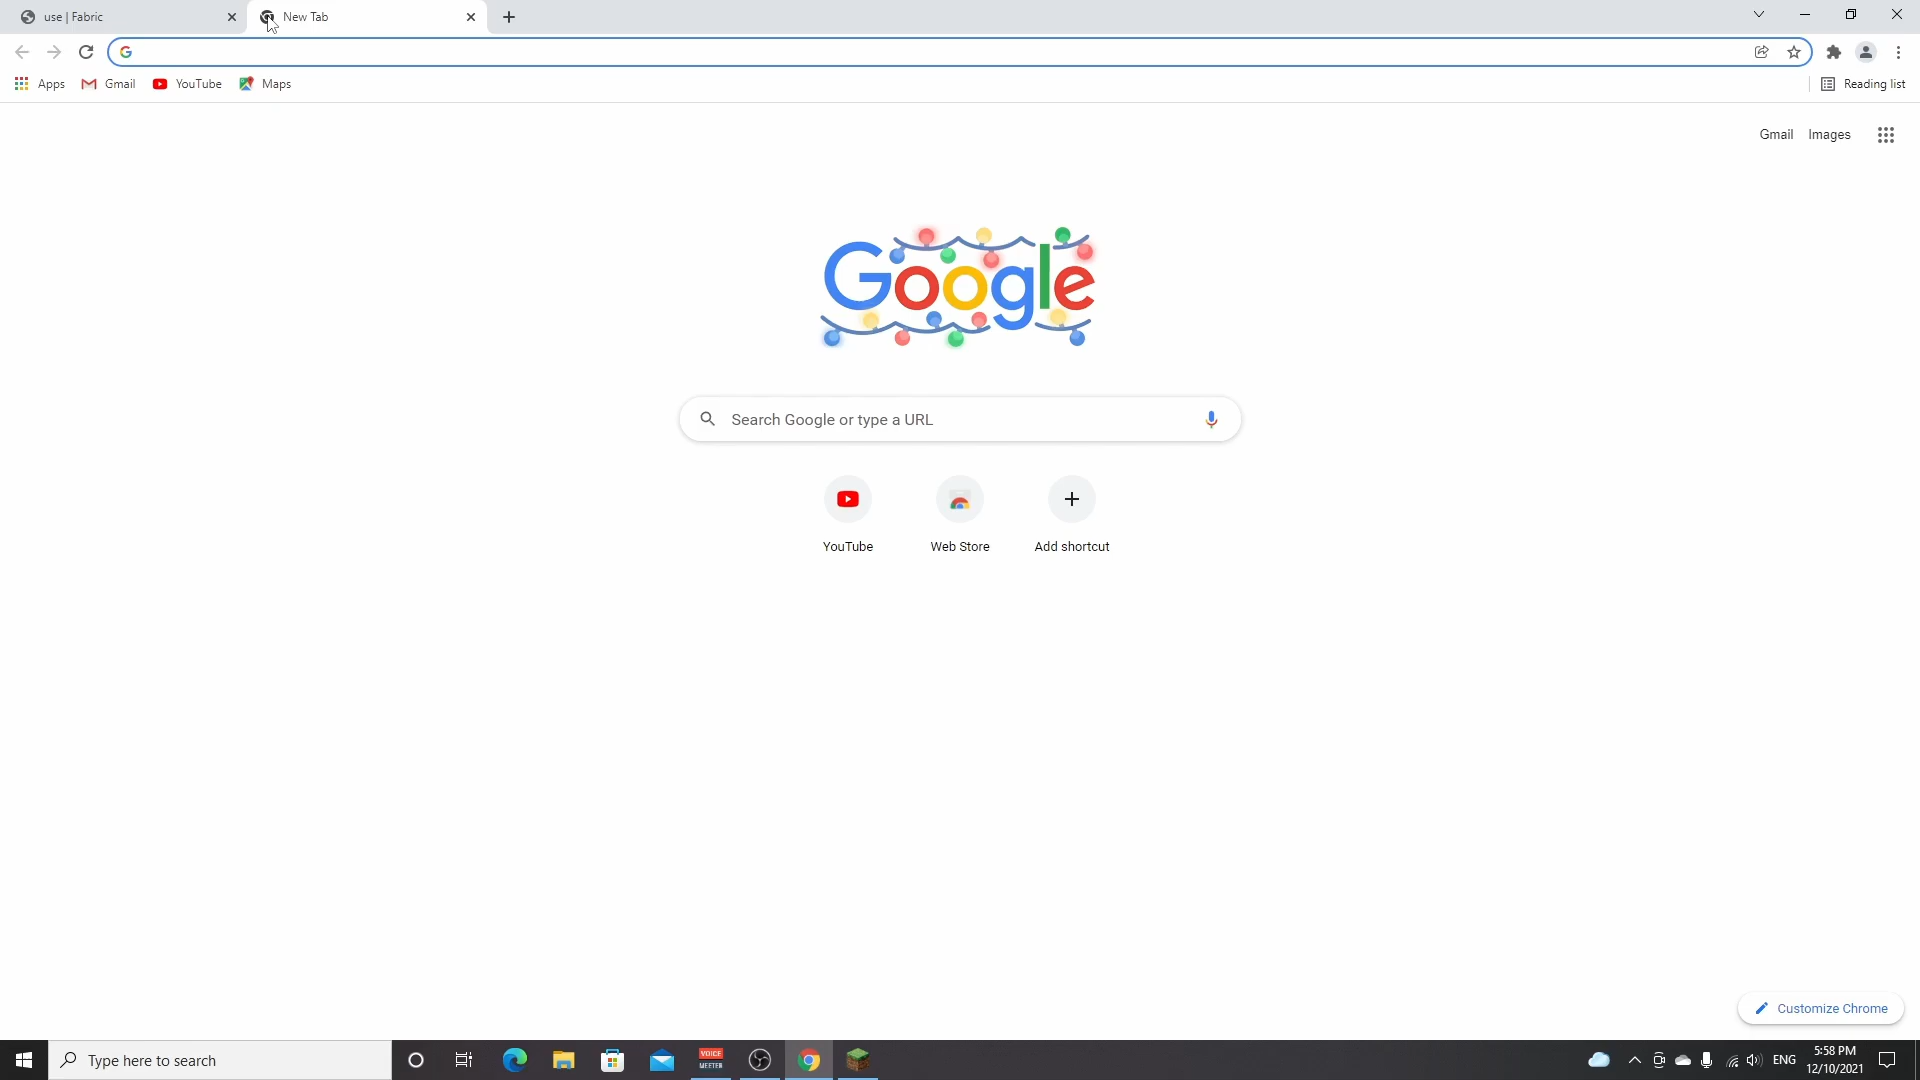 use | Fabric
New Tab
Apps
Gmail
YouTube
Maps
Reading list
Gmail
Images
Google
Search Google or type a URL
YouTube
Web Store
Add shortcut
Customize Chrome
Type here to search
VOICE
MEETER
ENG
5:58 PM
12/10/2021